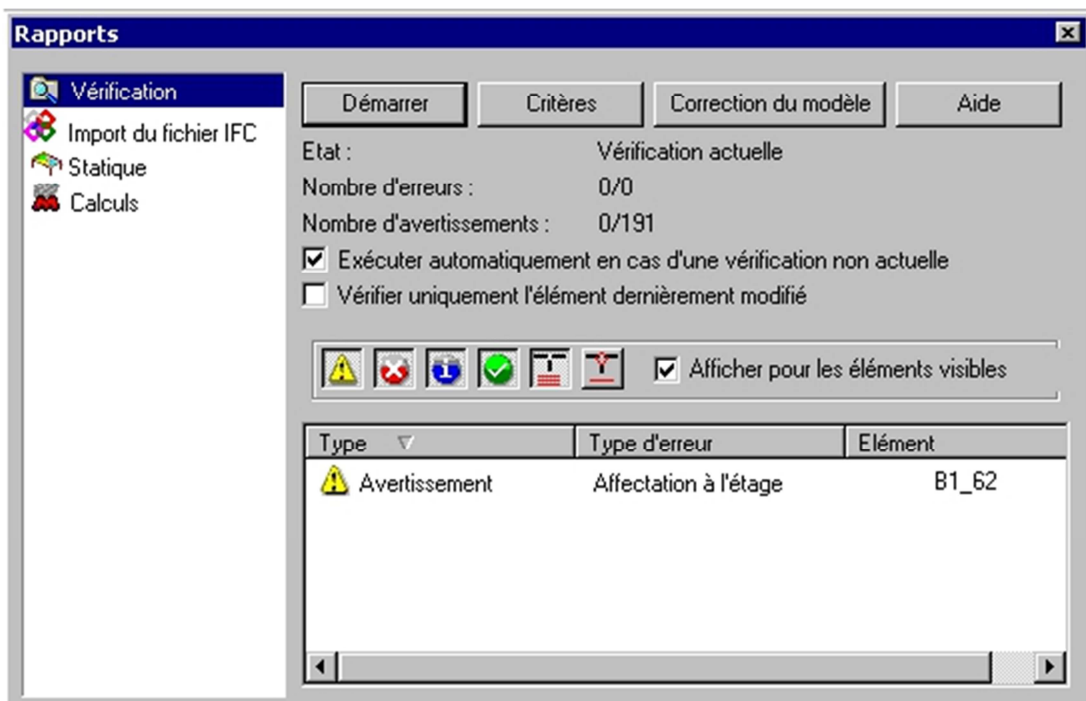 Rapports
Vérification
Import du fichier IFC
Statique
Calculs
Démarrer Critères Correction du modèle Aide
Etat : Vérification actuelle
Nombre d'erreurs : 0/0
Nombre d'avertissements : 0/191
Exécuter automatiquement en cas d'une vérification non actuelle
Vérifier uniquement l'élément dernièrement modifié
Afficher pour les éléments visibles
Type Type d'erreur Elément
Avertissement Affectation à l'étage B1_62